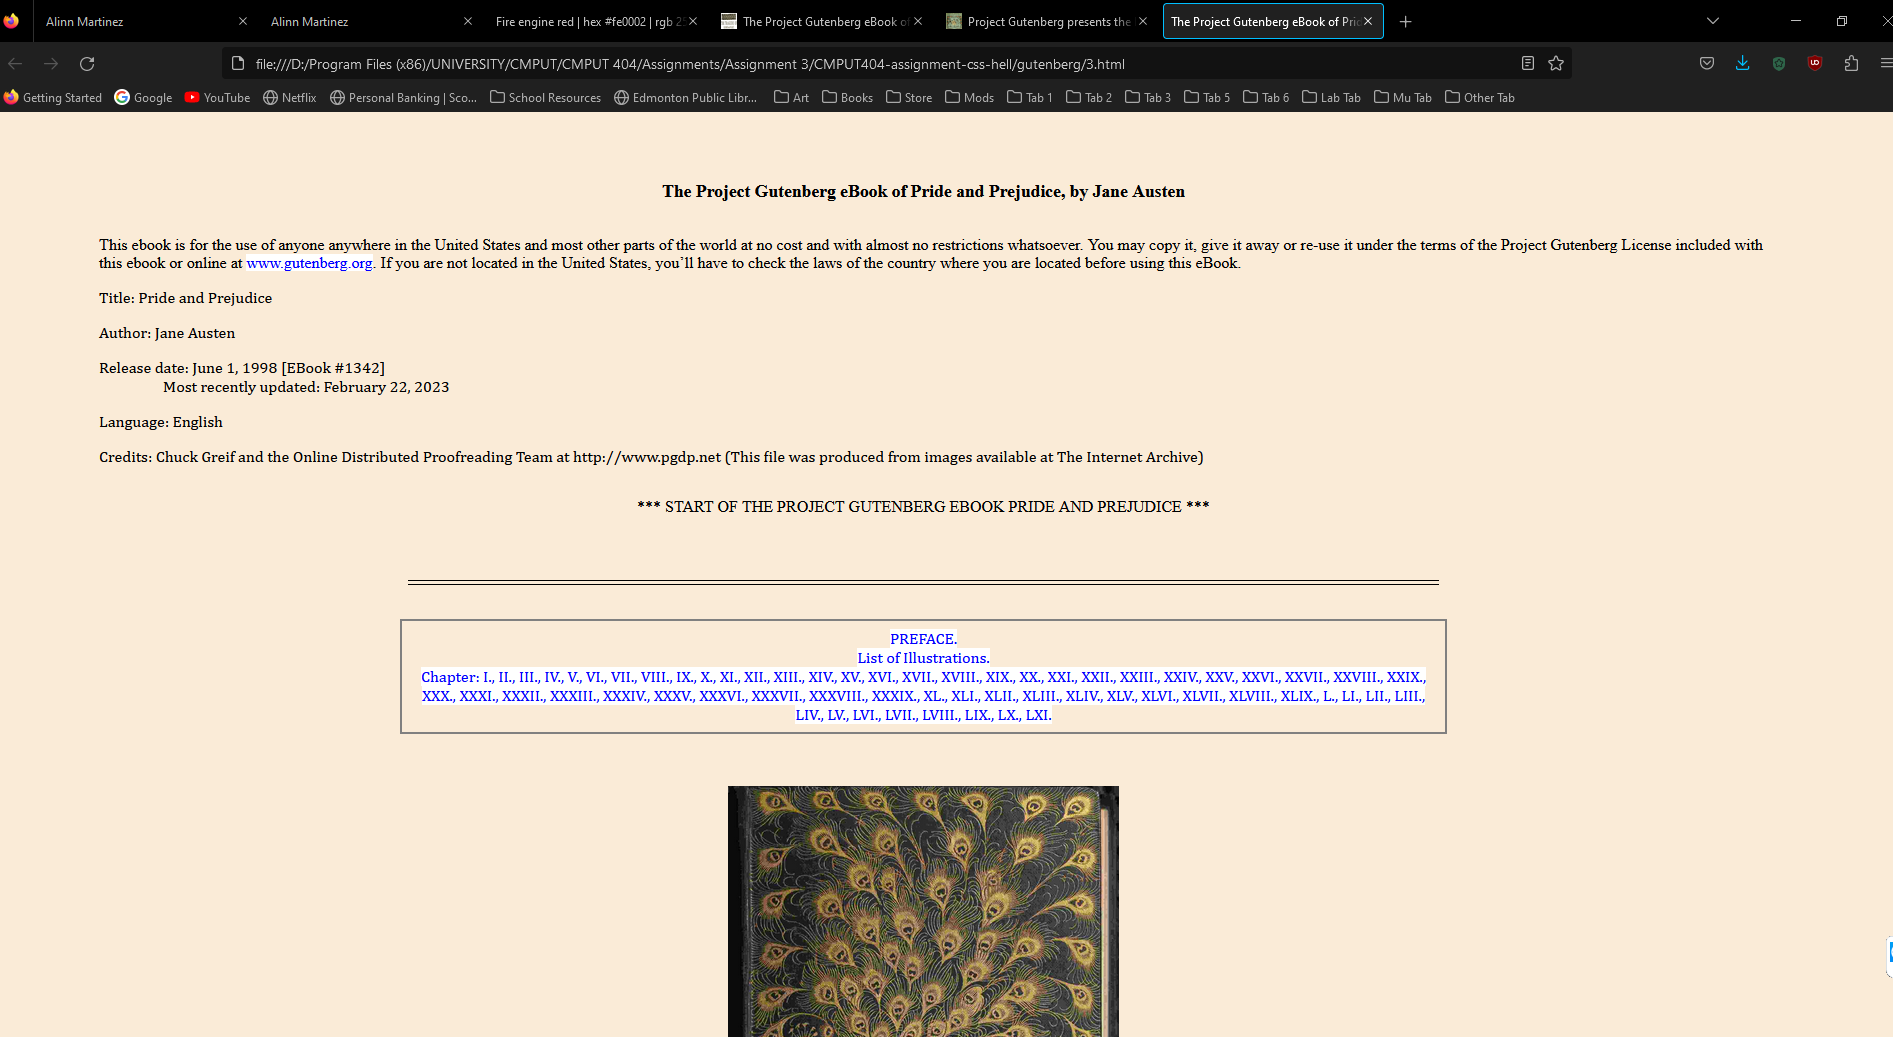 Alinn Martinez
Alinn Martinez
Fire engine red | hex #fe0002 | rgb
The Project Gutenberg eBook of
Project Gutenberg presents the
The Project Gutenberg eBook of
file:///D:/Program Files (x86)/UNIVERSITY/CMPUT/CMPUT 404/Assignments/Assignment 3/CMPUT404-assignment-css-hell/gutenberg/3.html
Getting Started Google YouTube Netflix Personal Banking | Sco... School Resources Edmonton Public Libr... Art Books Store Mods Tab 1 Tab 2 Tab 3 Tab 5 Tab 6 Lab Tab Mu Tab Other Tab
The Project Gutenberg eBook of Pride and Prejudice, by Jane Austen
This ebook is for the use of anyone anywhere in the United States and most other parts of the world at no cost and with almost no restrictions whatsoever. You may copy it, give it away or re-use it under the terms of the Project Gutenberg License included with
this ebook or online at www.gutenberg.org. If you are not located in the United States, you’ll have to check the laws of the country where you are located before using this eBook.
Title: Pride and Prejudice
Author: Jane Austen
Release date: June 1, 1998 [EBook #1342]
Most recently updated: February 22, 2023
Language: English
Credits: Chuck Greif and the Online Distributed Proofreading Team at http://www.pgdp.net (This file was produced from images available at The Internet Archive)
*** START OF THE PROJECT GUTENBERG EBOOK PRIDE AND PREJUDICE ***
PREFACE.
List of Illustrations.
Chapter: I., II., III., IV., V., VI., VII., VIII., IX., X., XI., XII., XIII., XIV., XV., XVI., XVII., XVIII., XIX., XX., XXI., XXII., XXIII., XXIV., XXV., XXVI., XXVII., XXVIII., XXIX.,
XXX., XXXI., XXXII., XXXIII., XXXIV., XXXV., XXXVI., XXXVII., XXXVIII., XXXIX., XL., XLI., XLII., XLIII., XLIV., XLV., XLVI., XLVII., XLVIII., XLIX., L., LI., LII., LIII.,
LIV., LV., LVI., LVII., LVIII., LIX., LX., LXI.